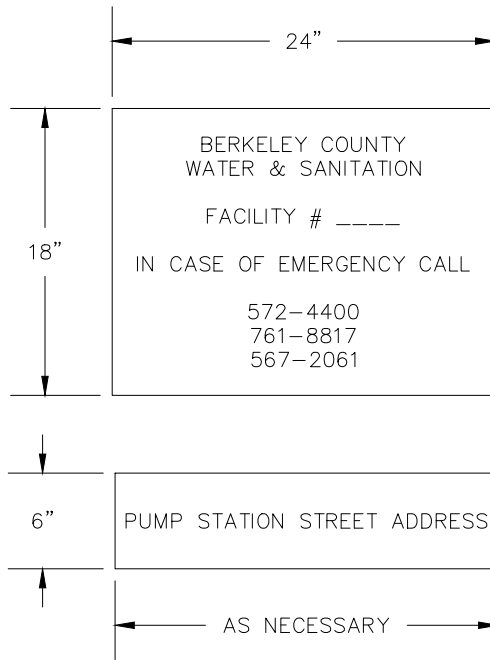 24”
BERKELEY COUNTY
WATER & SANITATION
FACILITY # ____
18”
IN CASE OF EMERGENCY CALL
572–4400
761–8817
567–2061
6”
PUMP STATION STREET ADDRESS
AS NECESSARY